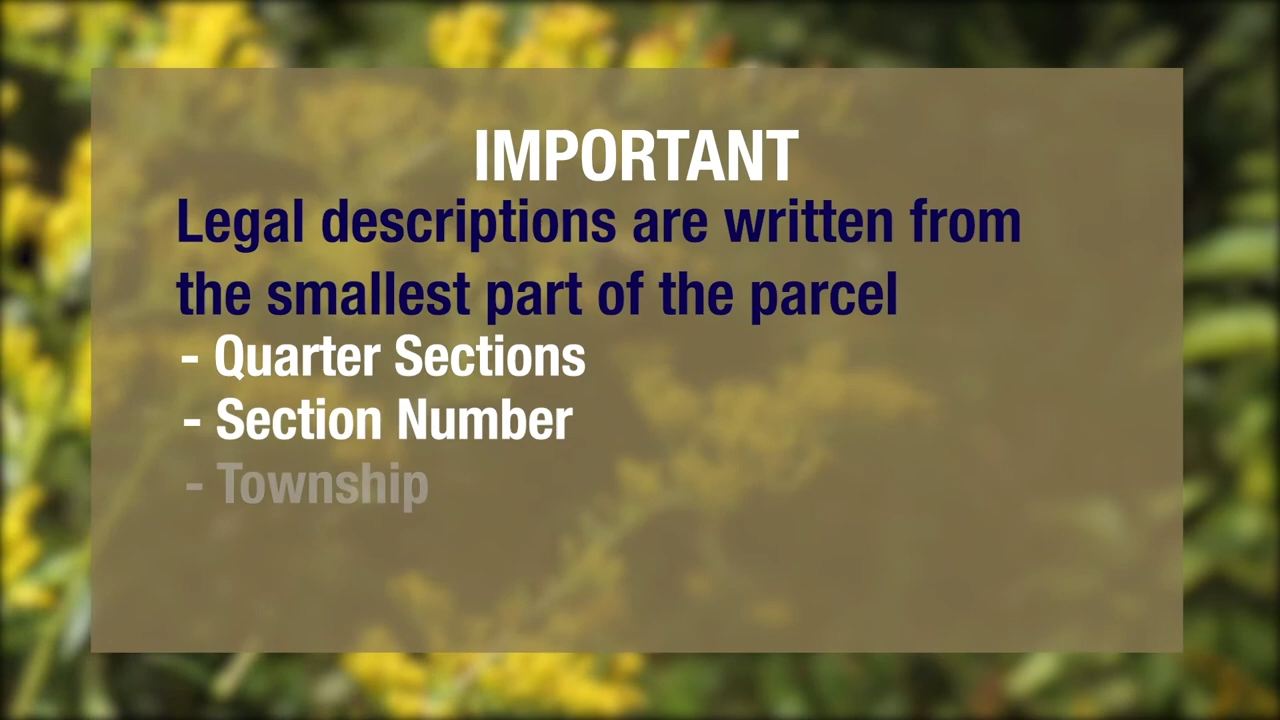 IMPORTANT
Legal descriptions are written from
the smallest part of the parcel
- Quarter Sections
- Section Number
- Township